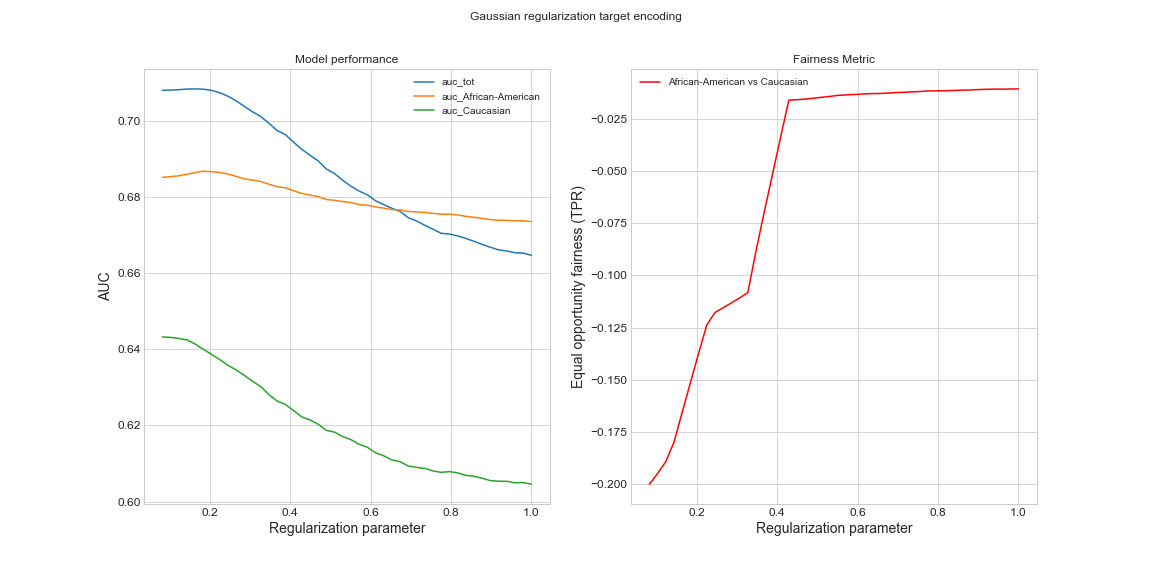 Gaussian regularization target encoding
Model performance
auc_tot
auc_African-American
auc_Caucasian
AUC
0.70
0.68
0.66
0.64
0.62
0.60
0.2
0.4
0.6
0.8
1.0
Regularization parameter
Fairness Metric
African-American vs Caucasian
Equal opportunity fairness (TPR)
−0.025
−0.050
−0.075
−0.100
−0.125
−0.150
−0.175
−0.200
0.2
0.4
0.6
0.8
1.0
Regularization parameter